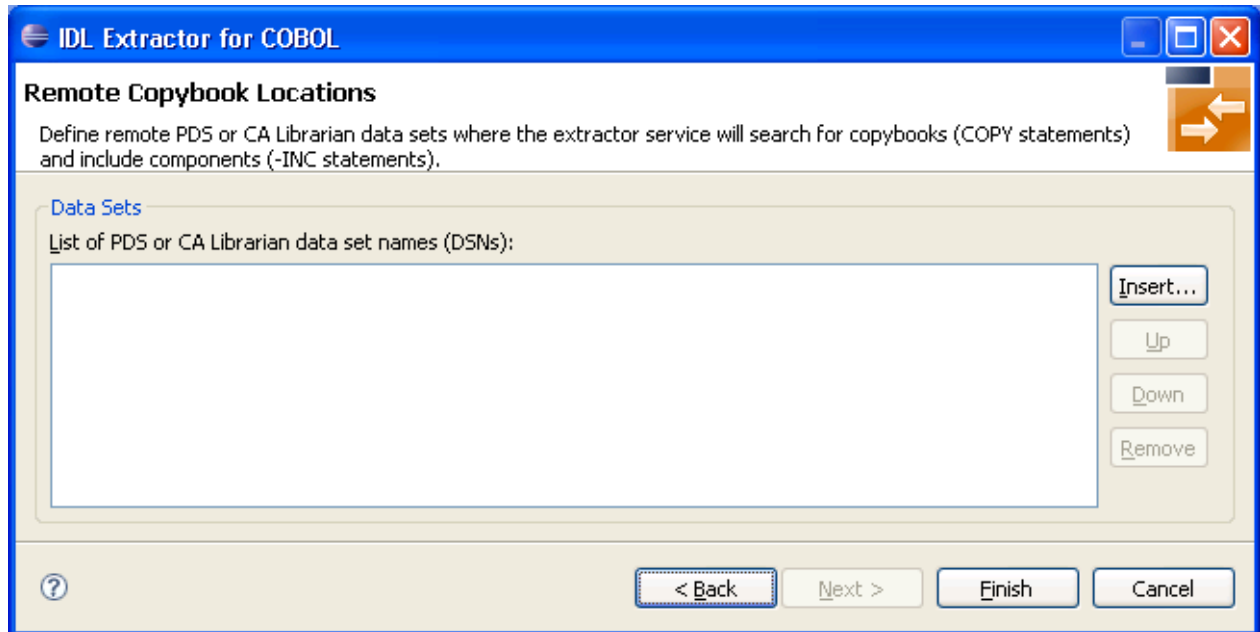 IDL Extractor for COBOL
Remote Copybook Locations
Define remote PDS or CA Librarian data sets where the extractor service will search for copybooks (COPY statements)
and include components (-INC statements).
Data Sets
List of PDS or CA Librarian data set names (DSNs):
Insert...
Up
Down
Remove
?
< Back
Next >
Finish
Cancel